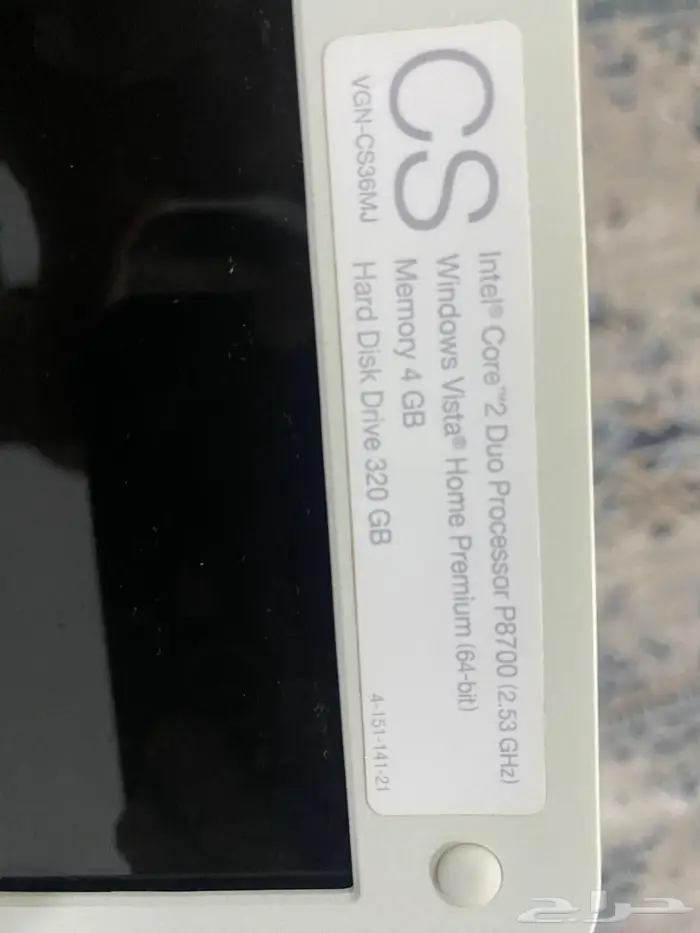 CS
VGN-CS36MJ
Intel® Core™2 Duo Processor P8700 (2.53 GHz)
Windows Vista® Home Premium (64-bit)
Memory 4 GB
Hard Disk Drive 320 GB
4-151-141-21
حراج